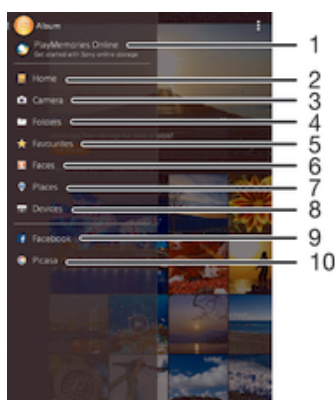 Album
PlayMemories Online
Get started with Sony online storage
1
Home
2
Camera
3
Folders
4
Favourites
5
Faces
6
Places
7
Devices
8
Facebook
9
Picasa
10